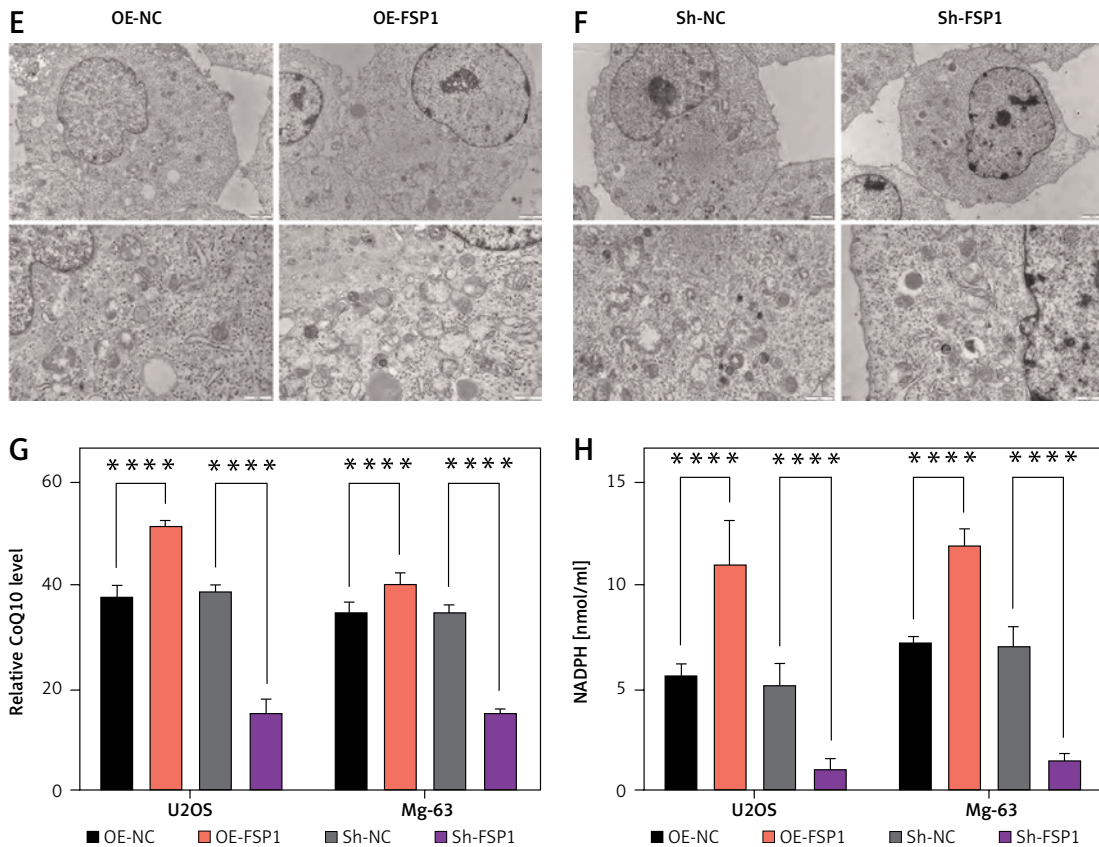 E
OE-NC
OE-FSP1
F
Sh-NC
Sh-FSP1
G
Relative CoQ10 level
60
40
20
0
* * * *
* * * *
* * * *
* * * *
U2OS
Mg-63
OE-NC
OE-FSP1
Sh-NC
Sh-FSP1
H
NADPH [nmol/ml]
15
10
5
0
* * * *
* * * *
* * * *
* * * *
U2OS
Mg-63
OE-NC
OE-FSP1
Sh-NC
Sh-FSP1